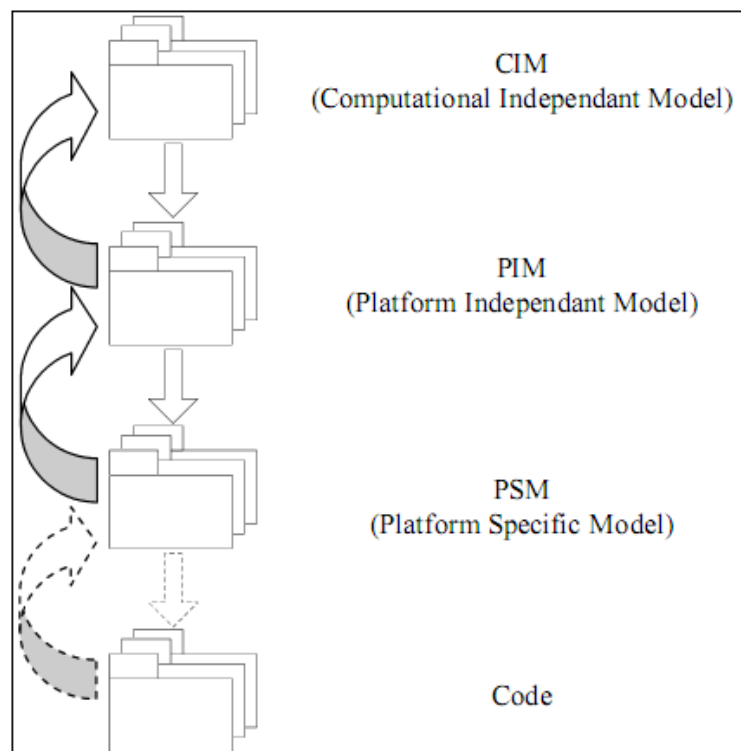 CIM
(Computational Independant Model)
PIM
(Platform Independant Model)
PSM
(Platform Specific Model)
Code